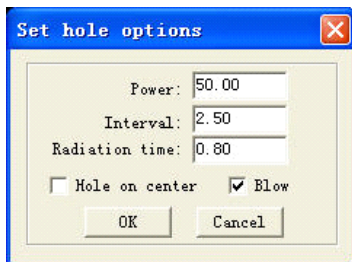 Set hole options
Power: 50.00
Interval: 2.50
Radiation time: 0.80
Hole on center Blow
OK Cancel